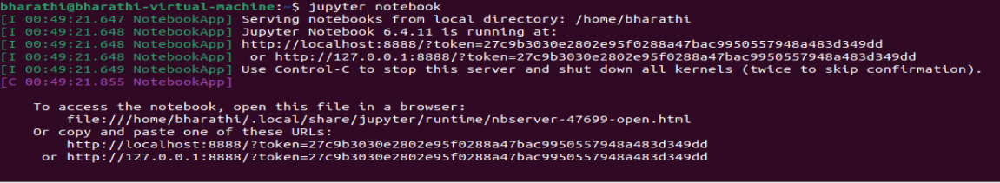 bharathi@bharathi-virtual-machine:~$ jupyter notebook
[I 00:49:21.647 NotebookApp] Serving notebooks from local directory: /home/bharathi
[I 00:49:21.648 NotebookApp] Jupyter Notebook 6.4.11 is running at:
[I 00:49:21.648 NotebookApp] http://localhost:8888/?token=27c9b3030e2802e95f0288a47bac9950557948a483d349dd
[I 00:49:21.648 NotebookApp]  or http://127.0.0.1:8888/?token=27c9b3030e2802e95f0288a47bac9950557948a483d349dd
[I 00:49:21.649 NotebookApp] Use Control-C to stop this server and shut down all kernels (twice to skip confirmation).
[C 00:49:21.855 NotebookApp]
To access the notebook, open this file in a browser:
file:///home/bharathi/.local/share/jupyter/runtime/nbserver-47699-open.html
Or copy and paste one of these URLs:
http://localhost:8888/?token=27c9b3030e2802e95f0288a47bac9950557948a483d349dd
or http://127.0.0.1:8888/?token=27c9b3030e2802e95f0288a47bac9950557948a483d349dd